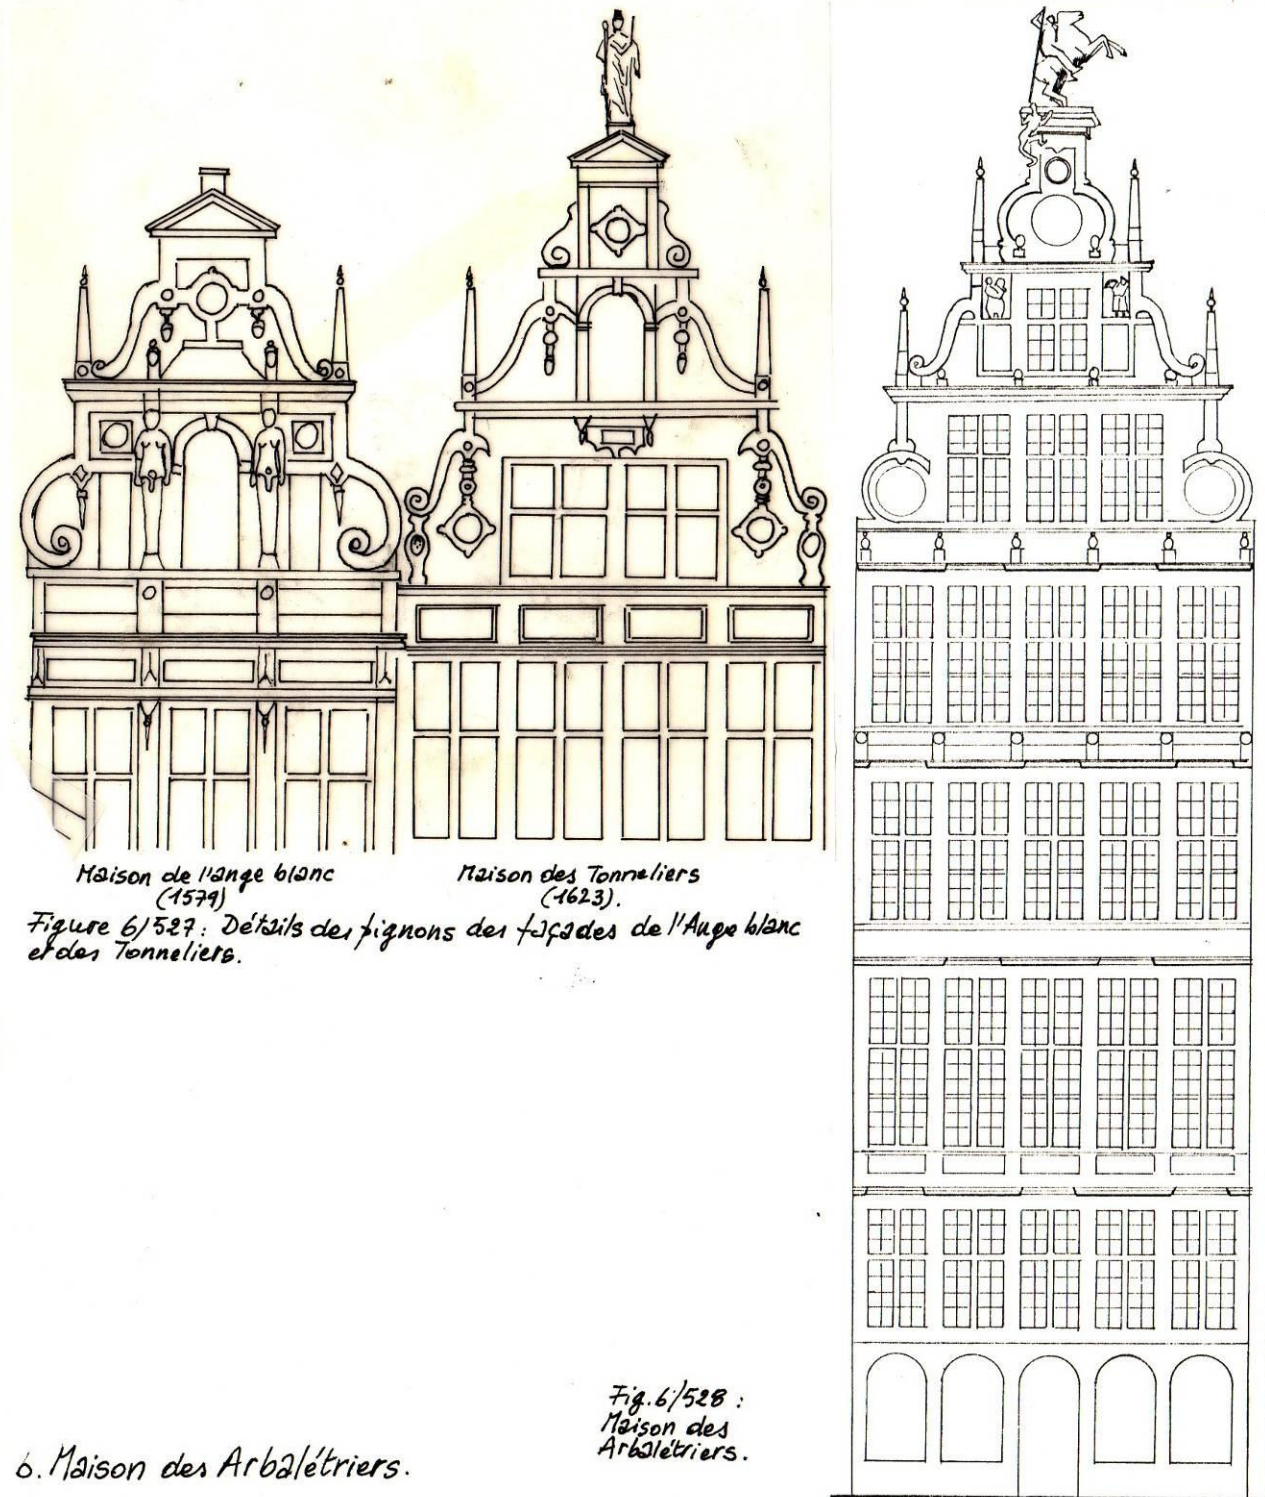 Maison de l'ange blanc
(1579)
Maison des Tonneliers
(1623).
Figure 6/527: Détails des pignons des façades de l'Ange blanc
et des Tonneliers.
Fig. 6/528 :
Maison des
Arbalétriers.
6. Maison des Arbalétriers.